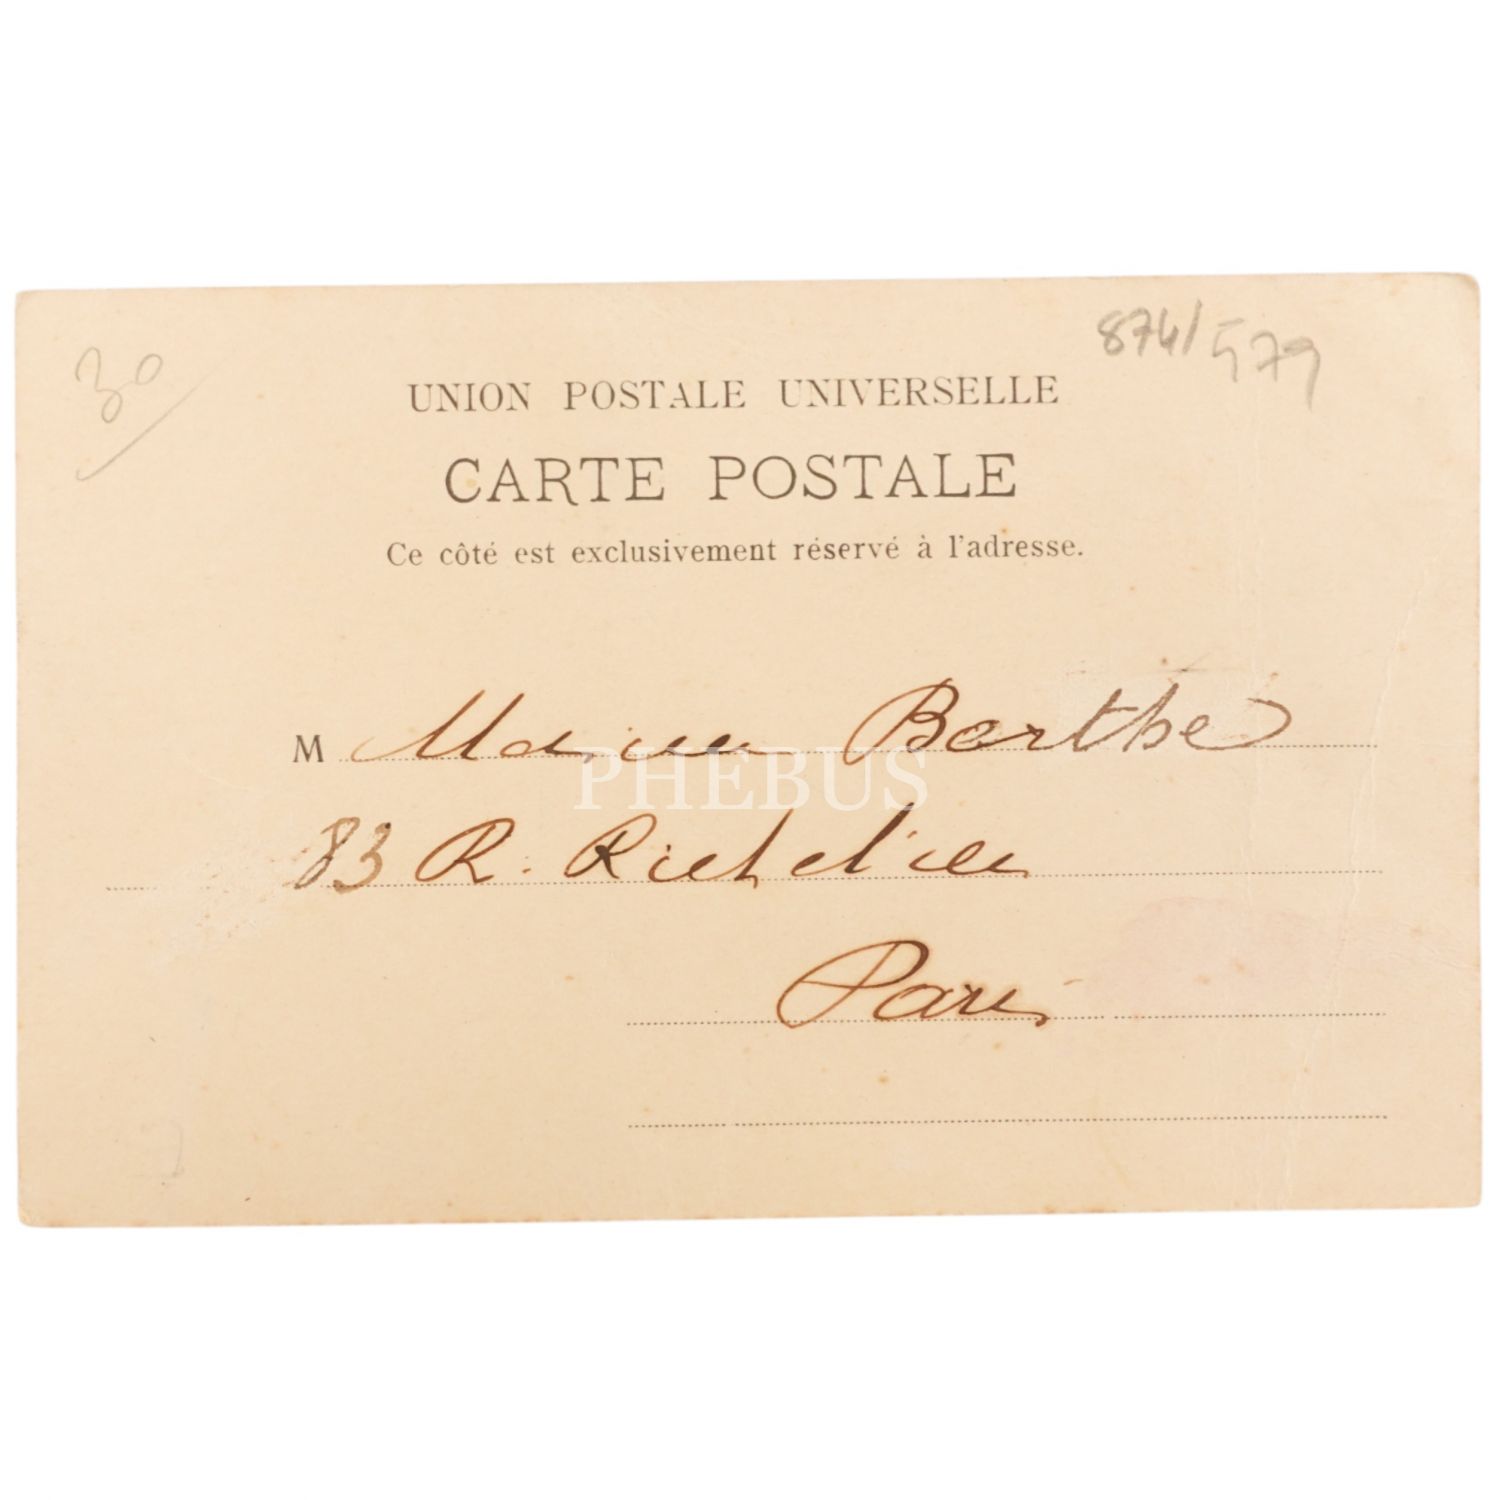 30
874/579
UNION POSTALE UNIVERSELLE
CARTE POSTALE
Ce côté est exclusivement réservé à l'adresse.
M Berthe
PHEBUS
83 R. Richelieu
Paris